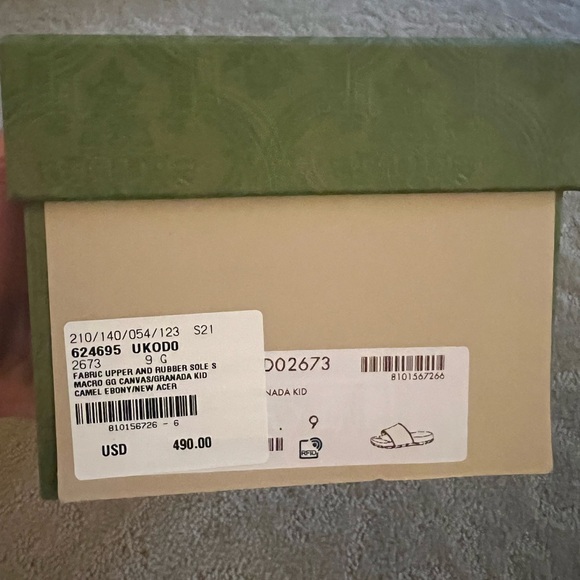 210/140/054/123 S21
624695 UKOD0
2673 9 G
FABRIC UPPER AND RUBBER SOLE S
MACRO GG CANVAS/GRANADA KID
CAMEL EBONY/NEW ACER
810156726 - 6
USD 490.00
D02673
8101567266
NADA KID
. 9
RFID